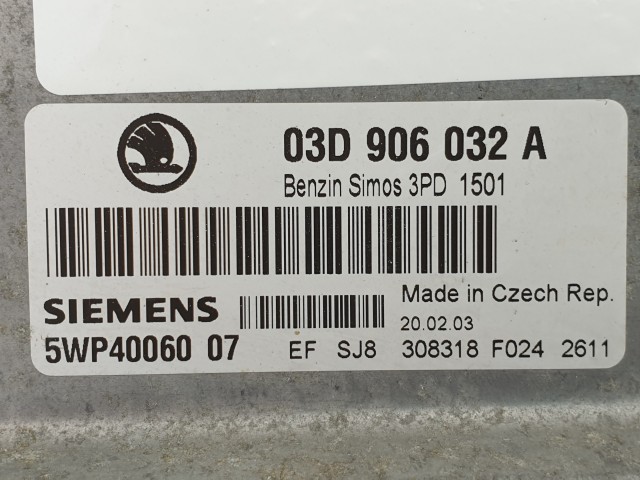 03D 906 032 A
Benzin Simos 3PD 1501
SIEMENS
Made in Czech Rep.
20.02.03
5WP40060 07 EF SJ8 308318 F024 2611